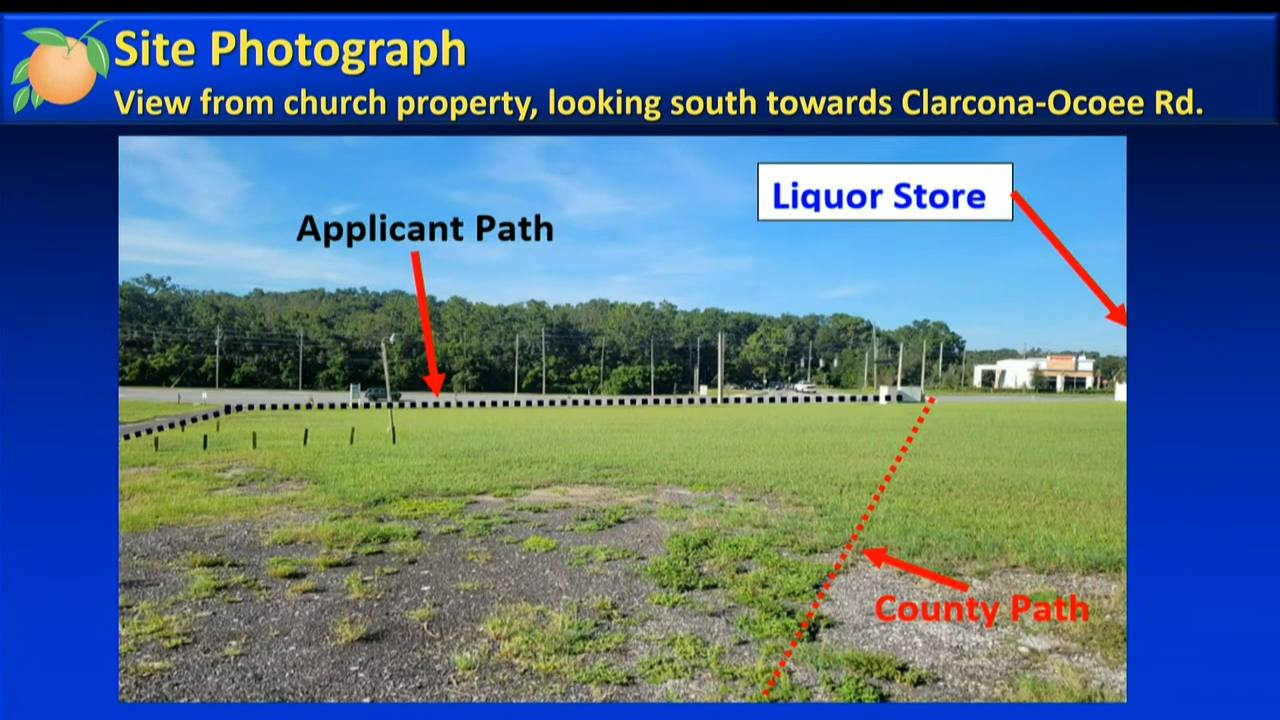 Site Photograph
View from church property, looking south towards Clarcona-Ocoee Rd.
Liquor Store
Applicant Path
County Path